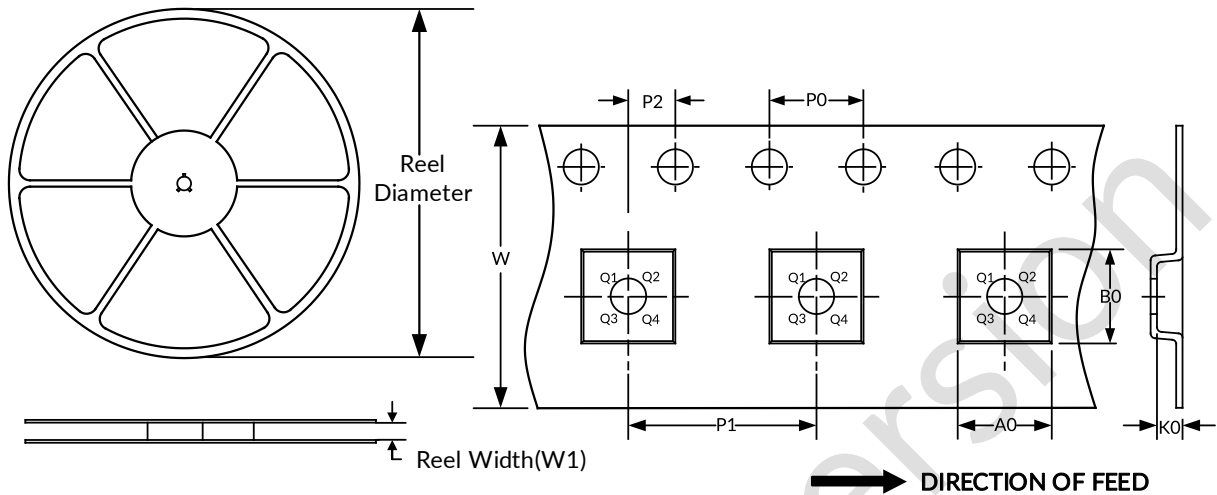 Reel
Diameter
Reel Width(W1)
P2
P0
W
Q1 Q2
Q3 Q4
Q1 Q2
Q3 Q4
Q1 Q2
Q3 Q4
B0
P1
A0
K0
DIRECTION OF FEED